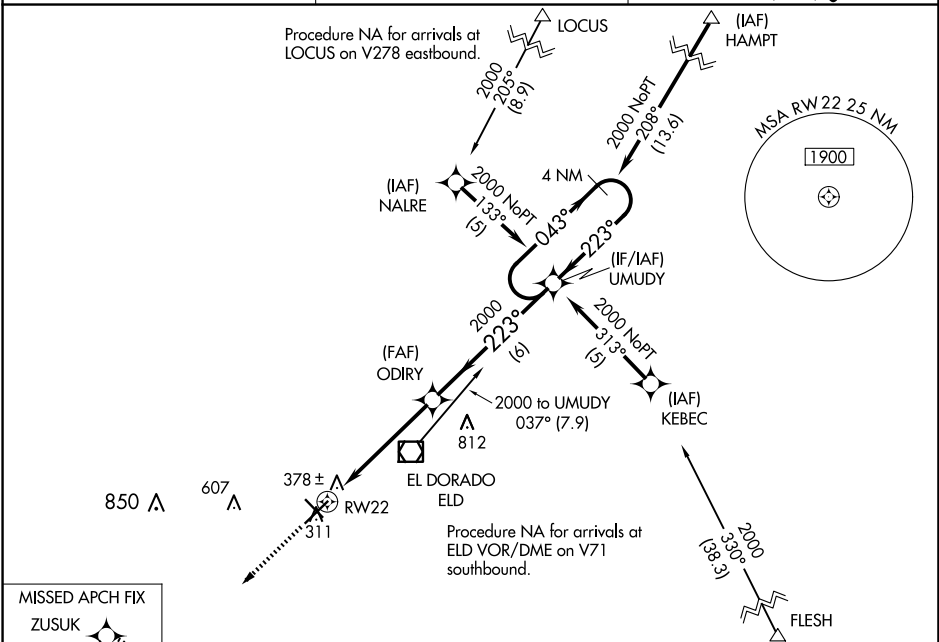 Procedure NA for arrivals at
LOCUS on V278 eastbound.
LOCUS
(IAF)
HAMPT
2000
205°
(8.9)
2000 NoPT
208°
(13.6)
MSA RW22 25 NM
1900
4 NM
(IAF)
NALRE
2000 NoPT
133°
(5)
043°
223°
(IF/IAF)
UMUDY
2000
223°
(6)
2000 NoPT
313°
(5)
(FAF)
ODIRY
(IAF)
KEBEC
2000 to UMUDY
037° (7.9)
812
EL DORADO
ELD
850
607
378 ±
RW22
311
Procedure NA for arrivals at
ELD VOR/DME on V71
southbound.
2000
330°
(38.3)
FLESH
MISSED APCH FIX
ZUSUK